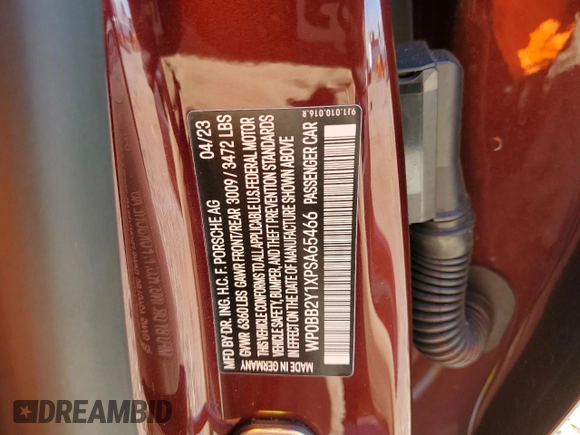 MFD BY DR. ING. H.C. F. PORSCHE AG 04/23
GVWR 6360LBS GAWR FRONT/REAR 3009/3472 LBS
THIS VEHICLE CONFORMS TO ALL APPLICABLE U.S.FEDERAL MOTOR
VEHICLE SAFETY, BUMPER, AND THEFT PREVENTION STANDARDS
IN EFFECT ON THE DATE OF MANUFACTURE SHOWN ABOVE
WP0BB2Y1XPSA65466 PASSENGER CAR
MADE IN GERMANY
9J1.010.016.R
DREAMBID